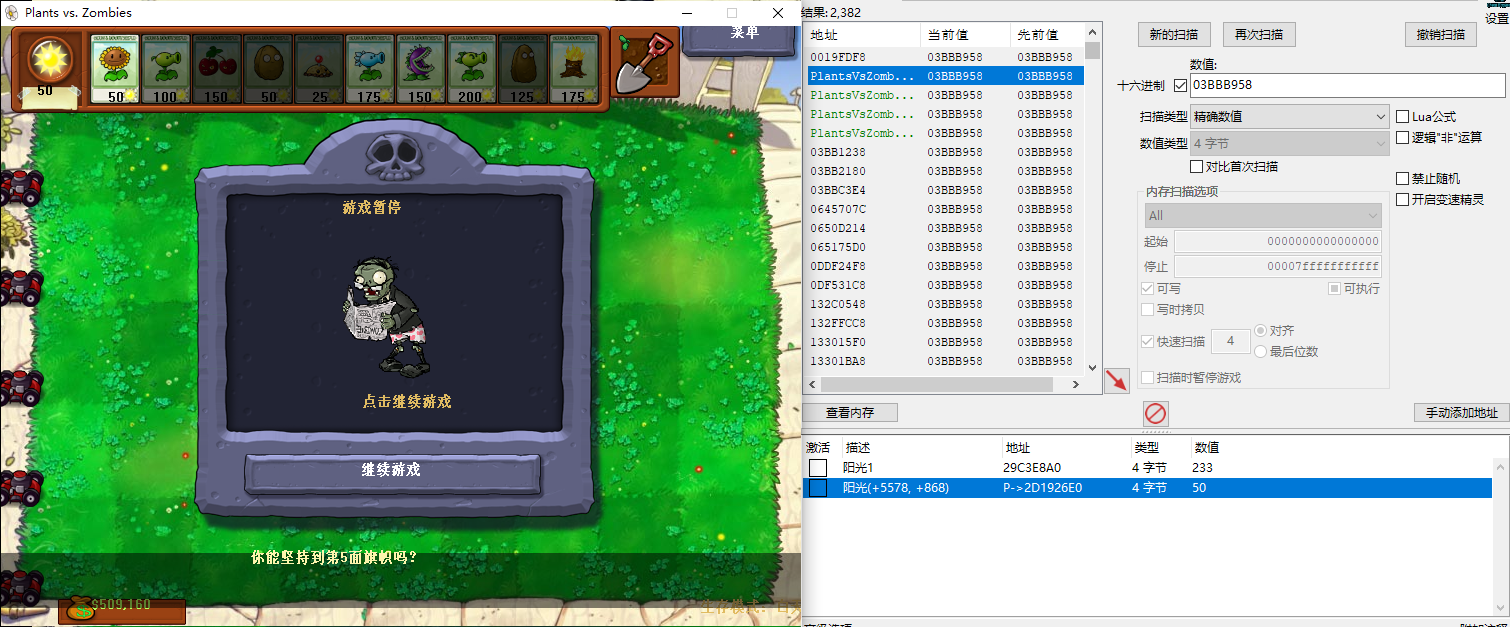 Plants vs. Zombies
菜单
50
50
100
150
50
25
175
150
200
125
175
游戏暂停
点击继续游戏
继续游戏
你能坚持到第5面旗帜吗?
$509,160
结果: 2,382
地址 当前值 先前值
0019FDF8 03BBB958 03BBB958
PlantsVsZomb... 03BBB958 03BBB958
PlantsVsZomb... 03BBB958 03BBB958
PlantsVsZomb... 03BBB958 03BBB958
PlantsVsZomb... 03BBB958 03BBB958
03BB1238 03BBB958 03BBB958
03BB2180 03BBB958 03BBB958
03BBC3E4 03BBB958 03BBB958
0645707C 03BBB958 03BBB958
0650D214 03BBB958 03BBB958
065175D0 03BBB958 03BBB958
0DDF24F8 03BBB958 03BBB958
0DF531C8 03BBB958 03BBB958
132C0548 03BBB958 03BBB958
132FFCC8 03BBB958 03BBB958
133015F0 03BBB958 03BBB958
13301BA8 03BBB958 03BBB958
设置
新的扫描 再次扫描 撤销扫描
数值:
十六进制 03BBB958
扫描类型 精确数值
数值类型 4 字节
对比首次扫描
Lua公式
逻辑"非"运算
禁止随机
开启变速精灵
内存扫描选项
All
起始 0000000000000000
停止 00007fffffffffff
可写 可执行
写时拷贝
快速扫描 4 对齐
最后位数
扫描时暂停游戏
查看内存 手动添加地址
激活 描述 地址 类型 数值
阳光1 29C3E8A0 4 字节 233
阳光(+5578, +868) P->2D1926E0 4 字节 50